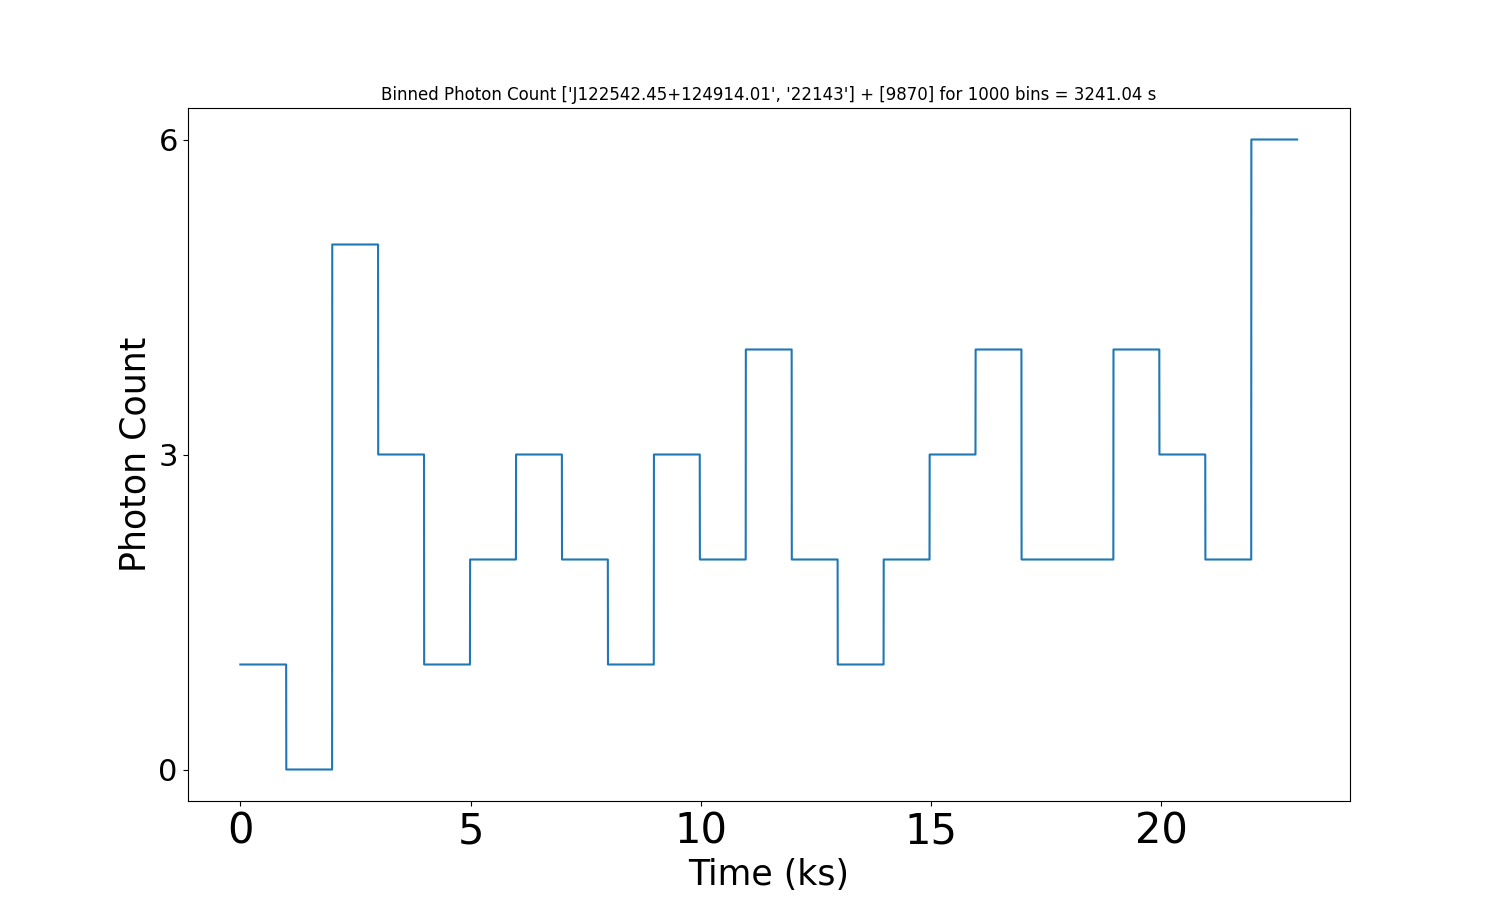 Binned Photon Count ['J122542.45+124914.01', '22143'] + [9870] for 1000 bins = 3241.04 s
6
3
0
Photon Count
0 5 10 15 20
Time (ks)